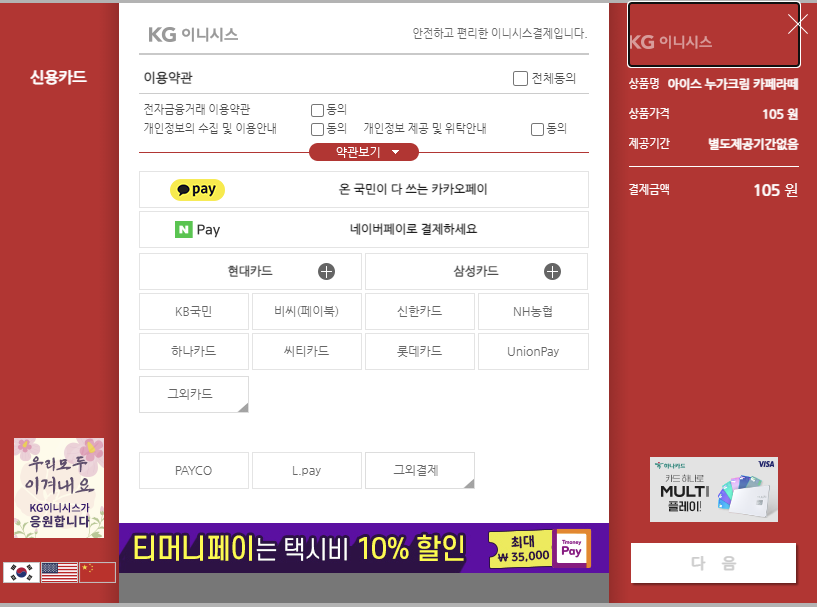 신용카드
우리모두
이겨내요
KG이니시스가
응원합니다
KG 이니시스
안전하고 편리한 이니시스결제입니다.
이용약관
전체동의
전자금융거래 이용약관 동의
개인정보의 수집 및 이용안내 동의 개인정보 제공 및 위탁안내 동의
약관보기
pay 온 국민이 다 쓰는 카카오페이
N Pay 네이버페이로 결제하세요
현대카드 삼성카드
KB국민 비씨(페이북) 신한카드 NH농협
하나카드 씨티카드 롯데카드 UnionPay
그외카드
PAYCO L.pay 그외결제
티머니페이는 택시비 10% 할인
최대
₩ 35,000
Tmoney
Pay
KG 이니시스
상품명 아이스 누가크림 카페라떼
상품가격 105 원
제공기간 별도제공기간없음
결제금액 105 원
하나카드 VISA
카드 하나로
MULTI
플레이!
다 음